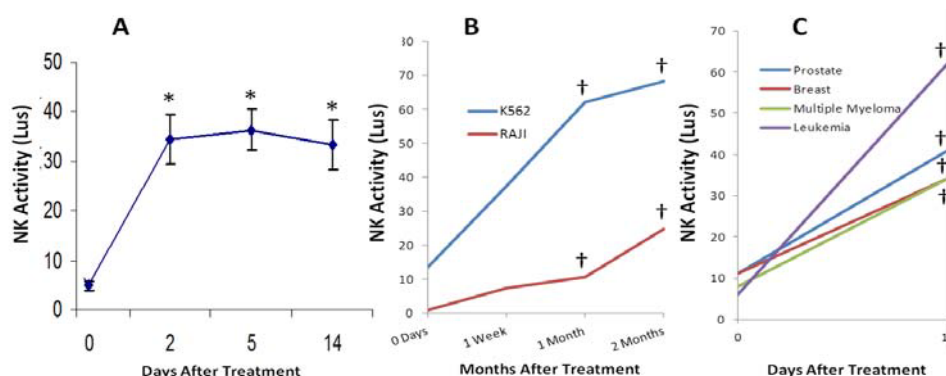 A
NK Activity (Lus)
50
40
30
20
10
0
*
*
*
0 2 5 14
Days After Treatment
B
NK Activity (Lus)
80
70
60
50
40
30
20
10
0
K562
RAJI
†
†
†
†
0 Days 1 Week 1 Month 2 Months
Months After Treatment
C
NK Activity (Lus)
70
60
50
40
30
20
10
0
Prostate
Breast
Multiple Myeloma
Leukemia
†
†
†
†
0 1
Days After Treatment